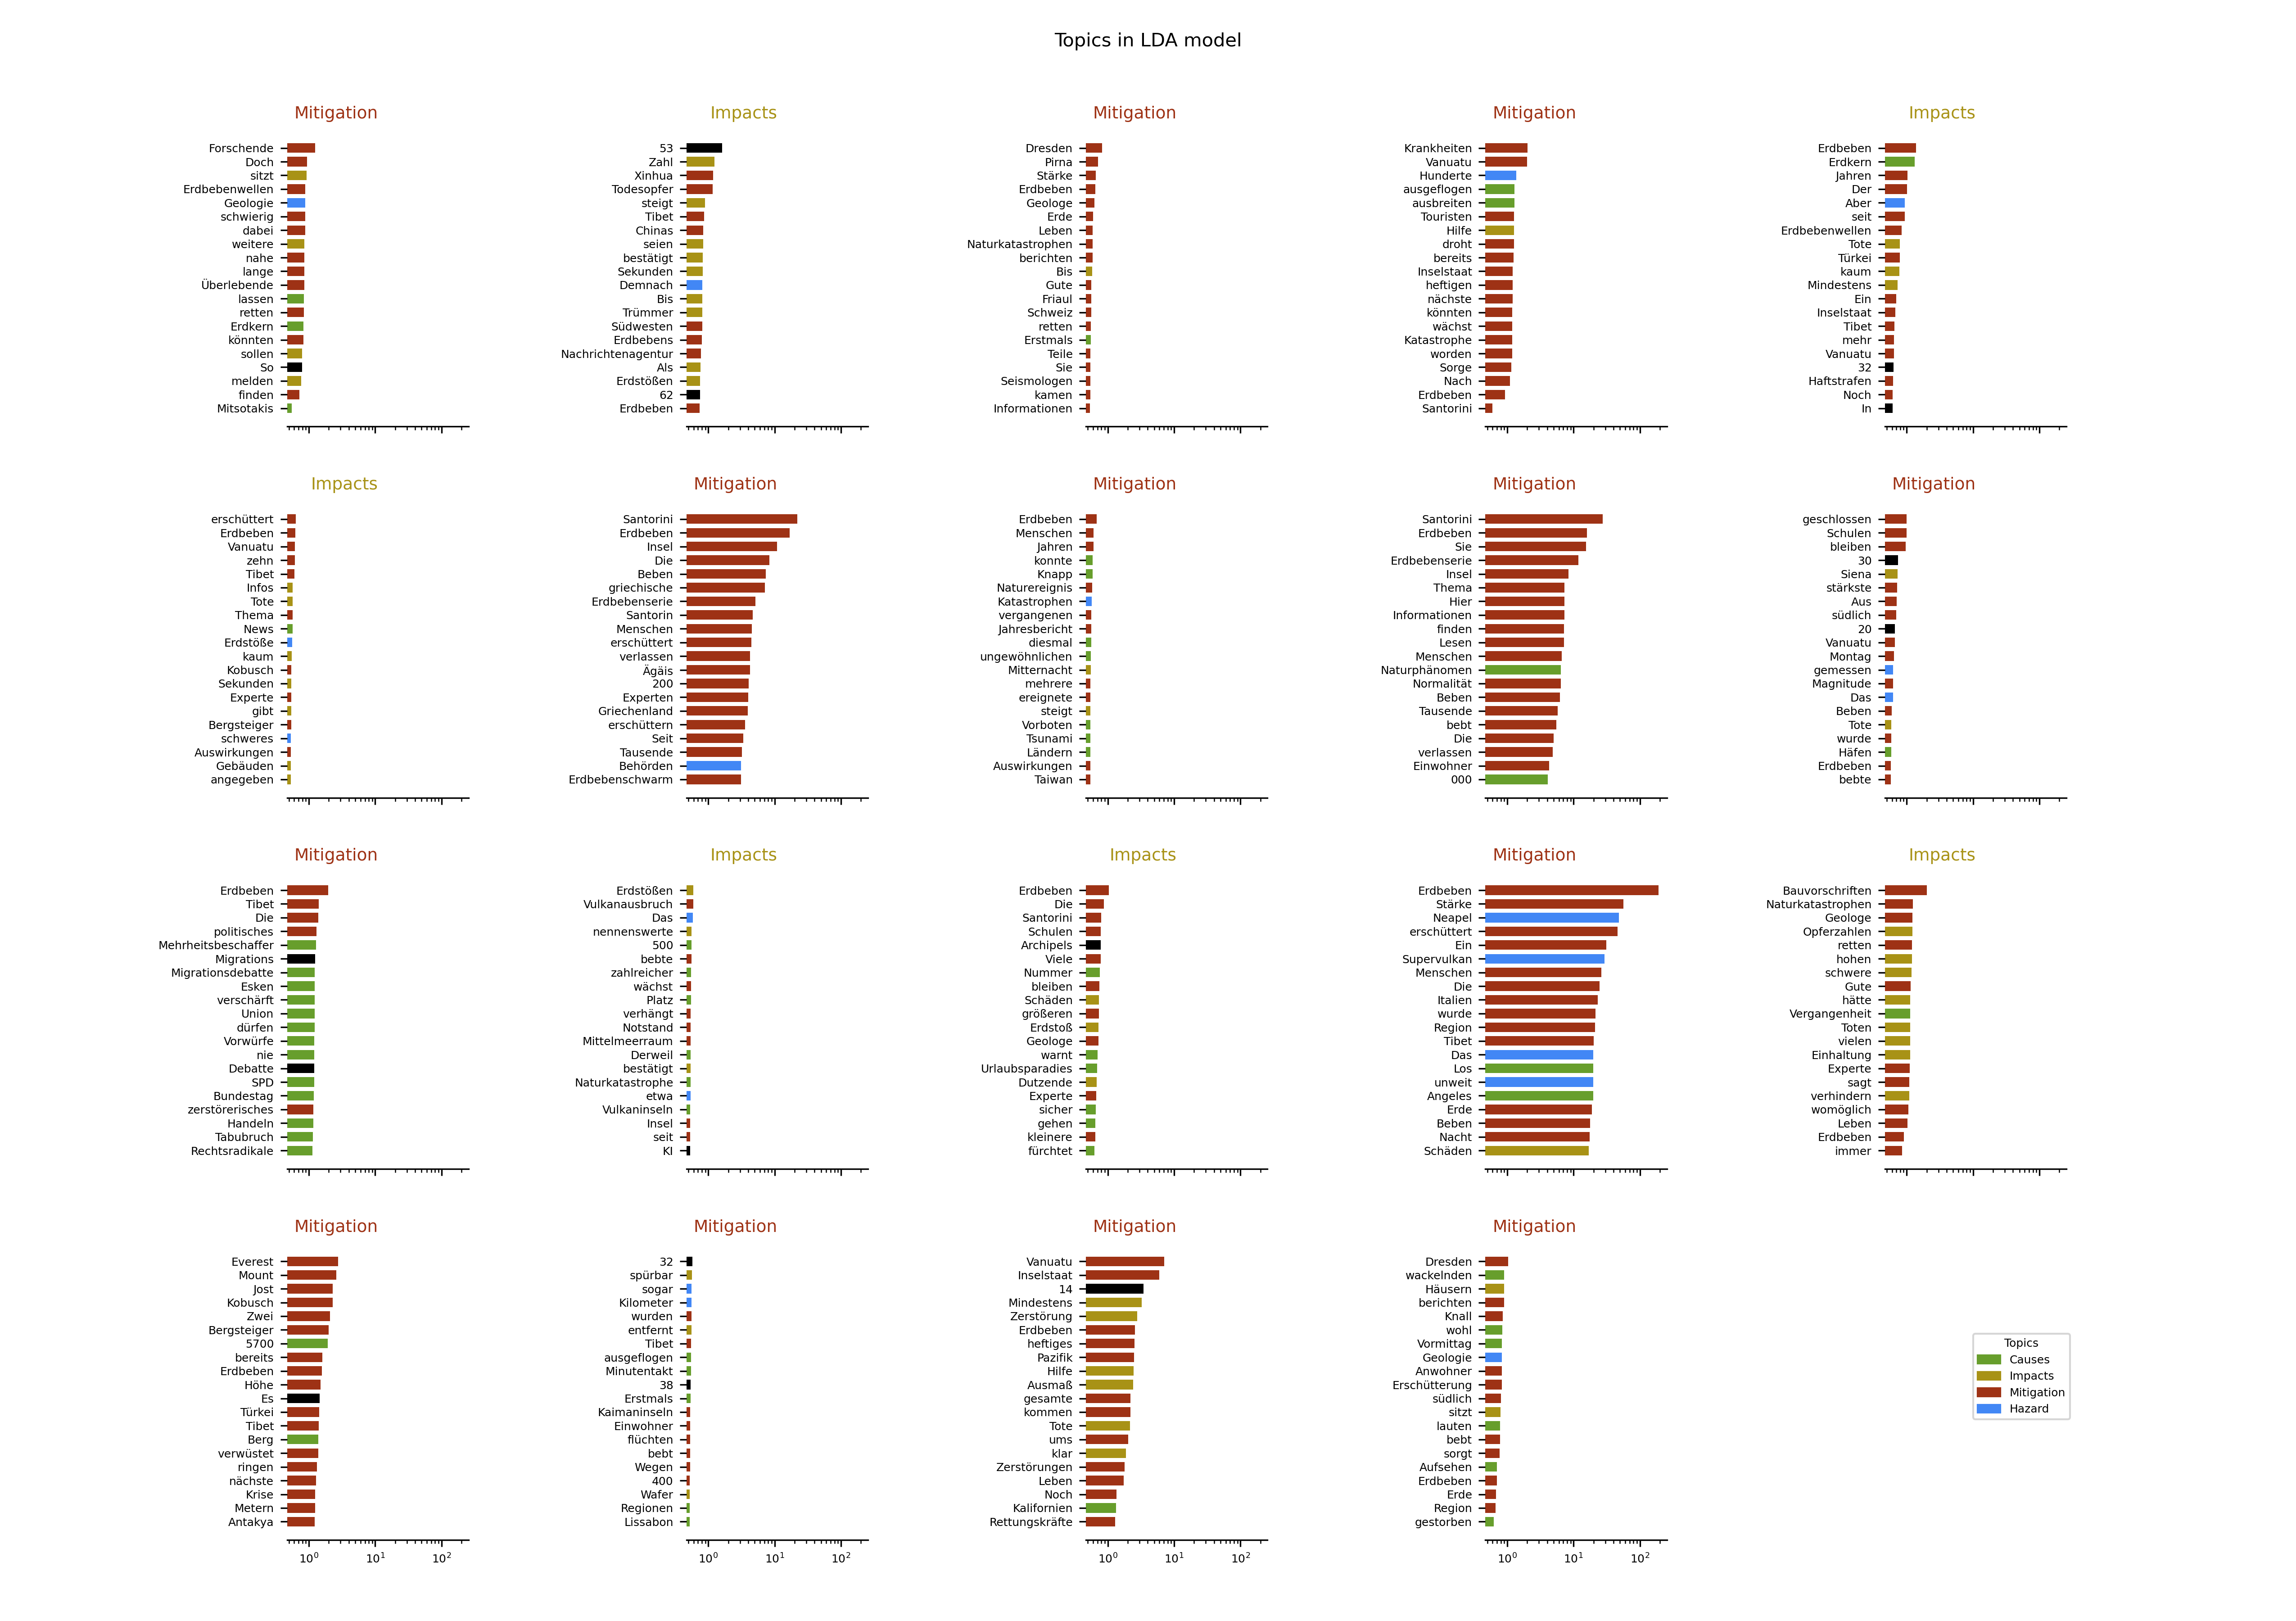 Topics in LDA model
Mitigation
Forschende
Doch
sitzt
Erdbebenwellen
Geologie
schwierig
dabei
weitere
nahe
lange
Überlebende
lassen
retten
Erdkern
könnten
sollen
So
melden
finden
Mitsotakis
Impacts
53
Zahl
Xinhua
Todesopfer
steigt
Tibet
Chinas
seien
bestätigt
Sekunden
Demnach
Bis
Trümmer
Südwesten
Erdbebens
Nachrichtenagentur
Als
Erdstößen
62
Erdbeben
Mitigation
Dresden
Pirna
Stärke
Erdbeben
Geologe
Erde
Leben
Naturkatastrophen
berichten
Bis
Gute
Friaul
Schweiz
retten
Erstmals
Teile
Sie
Seismologen
kamen
Informationen
Mitigation
Krankheiten
Vanuatu
Hunderte
ausgeflogen
ausbreiten
Touristen
Hilfe
droht
bereits
Inselstaat
heftigen
nächste
könnten
wächst
Katastrophe
worden
Sorge
Nach
Erdbeben
Santorini
Impacts
Erdbeben
Erdkern
Jahren
Der
Aber
seit
Erdbebenwellen
Tote
Türkei
kaum
Mindestens
Ein
Inselstaat
Tibet
mehr
Vanuatu
32
Haftstrafen
Noch
In
Impacts
erschüttert
Erdbeben
Vanuatu
zehn
Tibet
Infos
Tote
Thema
News
Erdstöße
kaum
Kobusch
Sekunden
Experte
gibt
Bergsteiger
schweres
Auswirkungen
Gebäuden
angegeben
Mitigation
Santorini
Erdbeben
Insel
Die
Beben
griechische
Erdbebenserie
Santorin
Menschen
erschüttert
verlassen
Ägäis
200
Experten
Griechenland
erschüttern
Seit
Tausende
Behörden
Erdbebenschwarm
Mitigation
Erdbeben
Menschen
Jahren
konnte
Knapp
Naturereignis
Katastrophen
vergangenen
Jahresbericht
diesmal
ungewöhnlichen
Mitternacht
mehrere
ereignete
steigt
Vorboten
Tsunami
Ländern
Auswirkungen
Taiwan
Mitigation
Santorini
Erdbeben
Sie
Erdbebenserie
Insel
Thema
Hier
Informationen
finden
Lesen
Menschen
Naturphänomen
Normalität
Beben
Tausende
bebt
Die
verlassen
Einwohner
000
Mitigation
geschlossen
Schulen
bleiben
30
Siena
stärkste
Aus
südlich
20
Vanuatu
Montag
gemessen
Magnitude
Das
Beben
Tote
wurde
Häfen
Erdbeben
bebte
Mitigation
Erdbeben
Tibet
Die
politisches
Mehrheitsbeschaffer
Migrations
Migrationsdebatte
Esken
verschärft
Union
dürfen
Vorwürfe
nie
Debatte
SPD
Bundestag
zerstörerisches
Handeln
Tabubruch
Rechtsradikale
Impacts
Erdstößen
Vulkanausbruch
Das
nennenswerte
500
bebte
zahlreicher
wächst
Platz
verhängt
Notstand
Mittelmeerraum
Derweil
bestätigt
Naturkatastrophe
etwa
Vulkaninseln
Insel
seit
KI
Impacts
Erdbeben
Die
Santorini
Schulen
Archipels
Viele
Nummer
bleiben
Schäden
größeren
Erdstoß
Geologe
warnt
Urlaubsparadies
Dutzende
Experte
sicher
gehen
kleinere
fürchtet
Mitigation
Erdbeben
Stärke
Neapel
erschüttert
Ein
Supervulkan
Menschen
Die
Italien
wurde
Region
Tibet
Das
Los
unweit
Angeles
Erde
Beben
Nacht
Schäden
Impacts
Bauvorschriften
Naturkatastrophen
Geologe
Opferzahlen
retten
hohen
schwere
Gute
hätte
Vergangenheit
Toten
vielen
Einhaltung
Experte
sagt
verhindern
womöglich
Leben
Erdbeben
immer
Mitigation
Everest
Mount
Jost
Kobusch
Zwei
Bergsteiger
5700
bereits
Erdbeben
Höhe
Es
Türkei
Tibet
Berg
verwüstet
ringen
nächste
Krise
Metern
Antakya
10⁰ 10¹ 10²
Mitigation
32
spürbar
sogar
Kilometer
wurden
entfernt
Tibet
ausgeflogen
Minutentakt
38
Erstmals
Kaimaninseln
Einwohner
flüchten
bebt
Wegen
400
Wafer
Regionen
Lissabon
10⁰ 10¹ 10²
Mitigation
Vanuatu
Inselstaat
14
Mindestens
Zerstörung
Erdbeben
heftiges
Pazifik
Hilfe
Ausmaß
gesamte
kommen
Tote
ums
klar
Zerstörungen
Leben
Noch
Kalifornien
Rettungskräfte
10⁰ 10¹ 10²
Mitigation
Dresden
wackelnden
Häusern
berichten
Knall
wohl
Vormittag
Geologie
Anwohner
Erschütterung
südlich
sitzt
lauten
bebt
sorgt
Aufsehen
Erdbeben
Erde
Region
gestorben
10⁰ 10¹ 10²
Topics
Causes
Impacts
Mitigation
Hazard